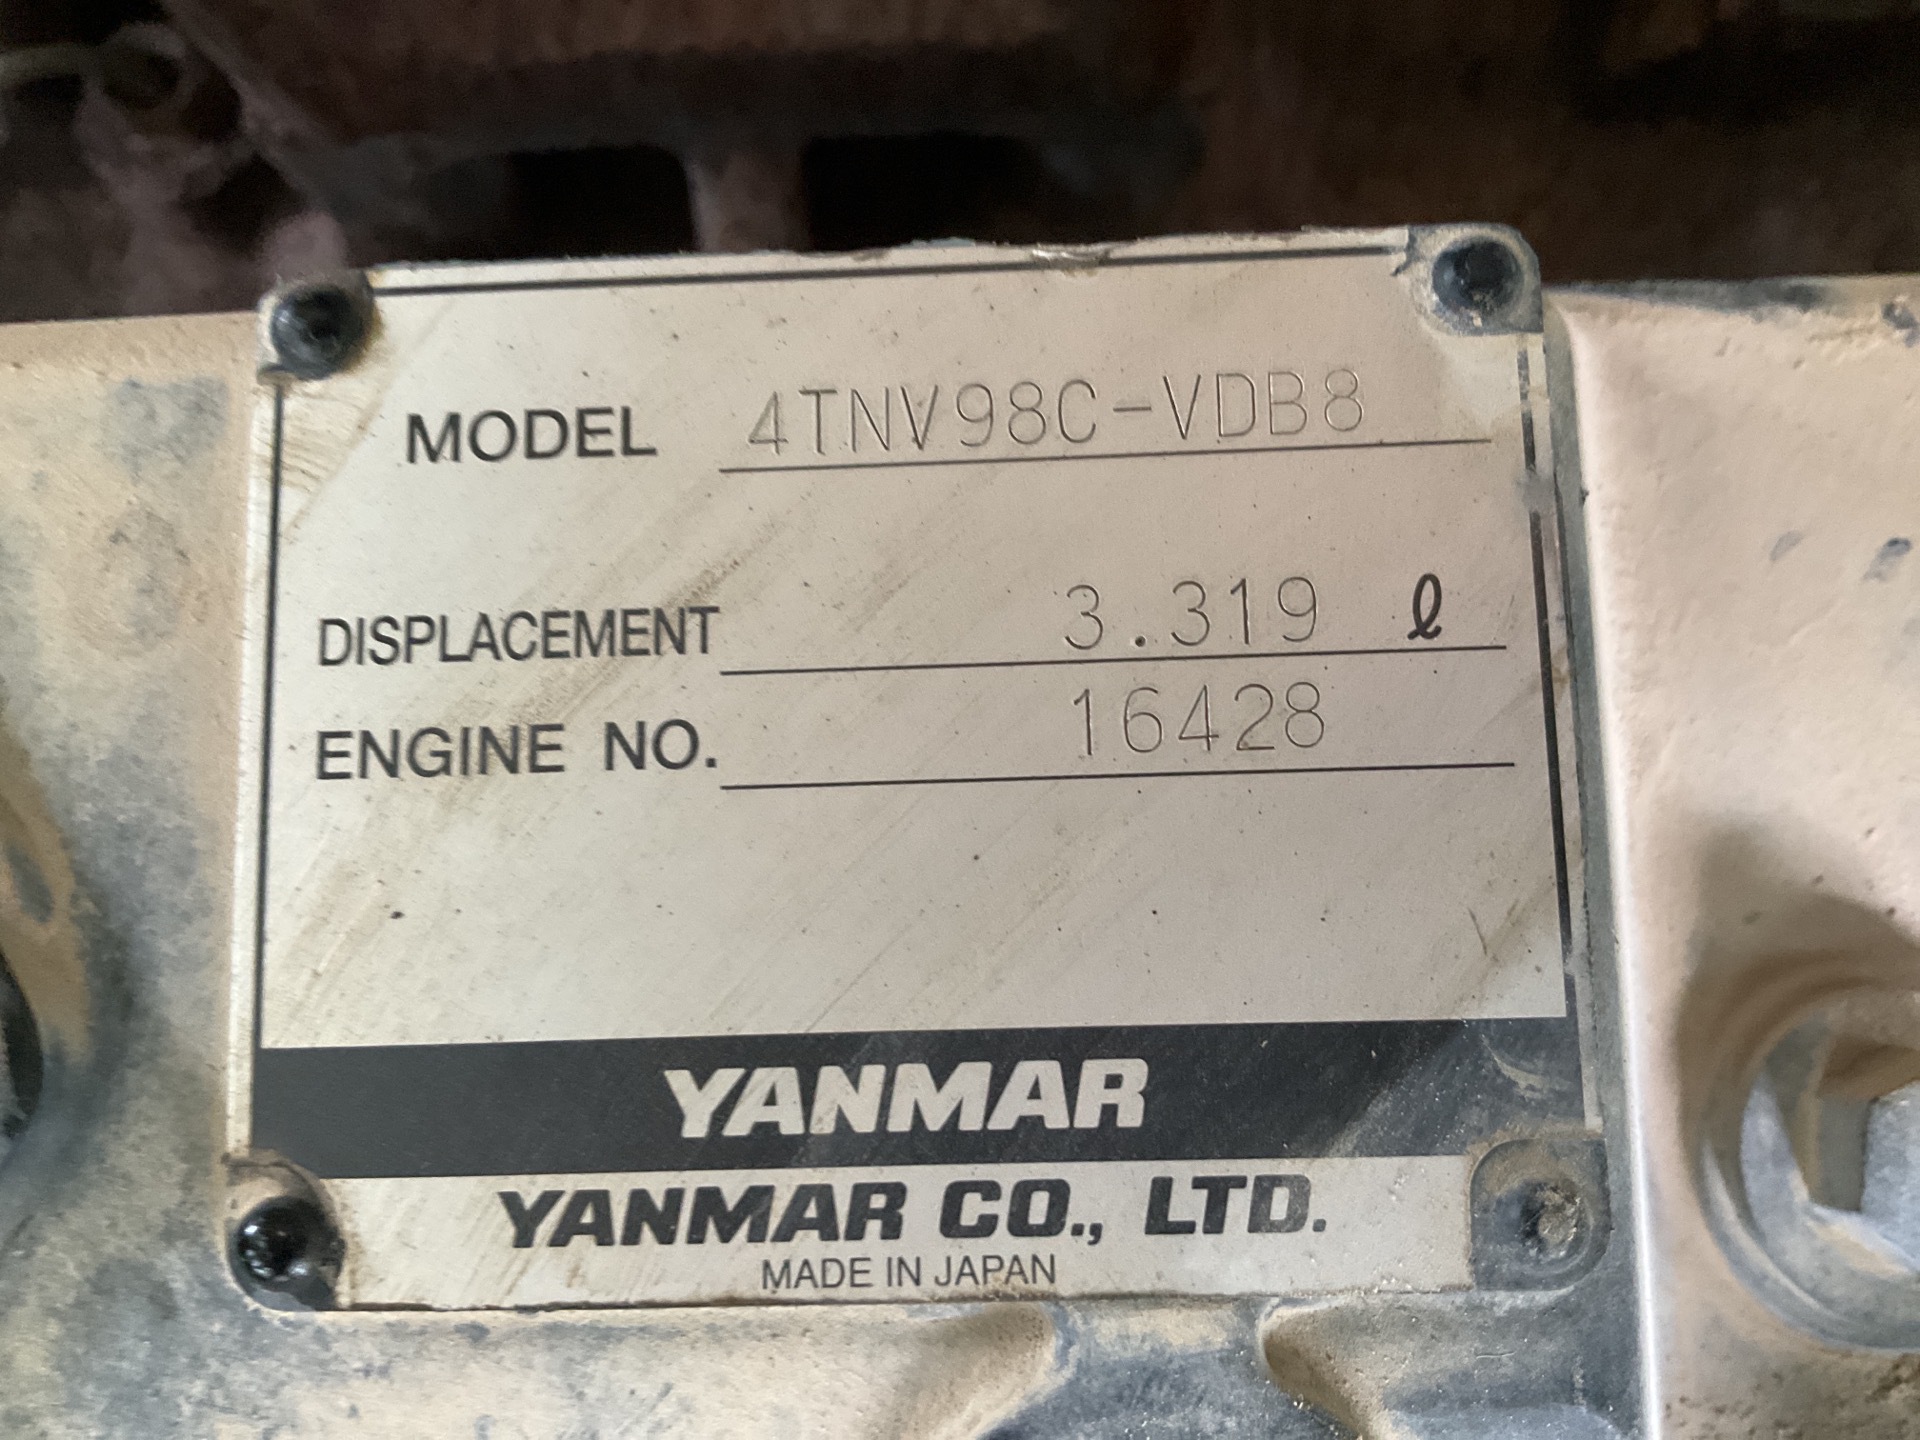 MODEL 4TNV98C-VDB8
DISPLACEMENT 3.319 ℓ
ENGINE NO. 16428
YANMAR
YANMAR CO., LTD.
MADE IN JAPAN